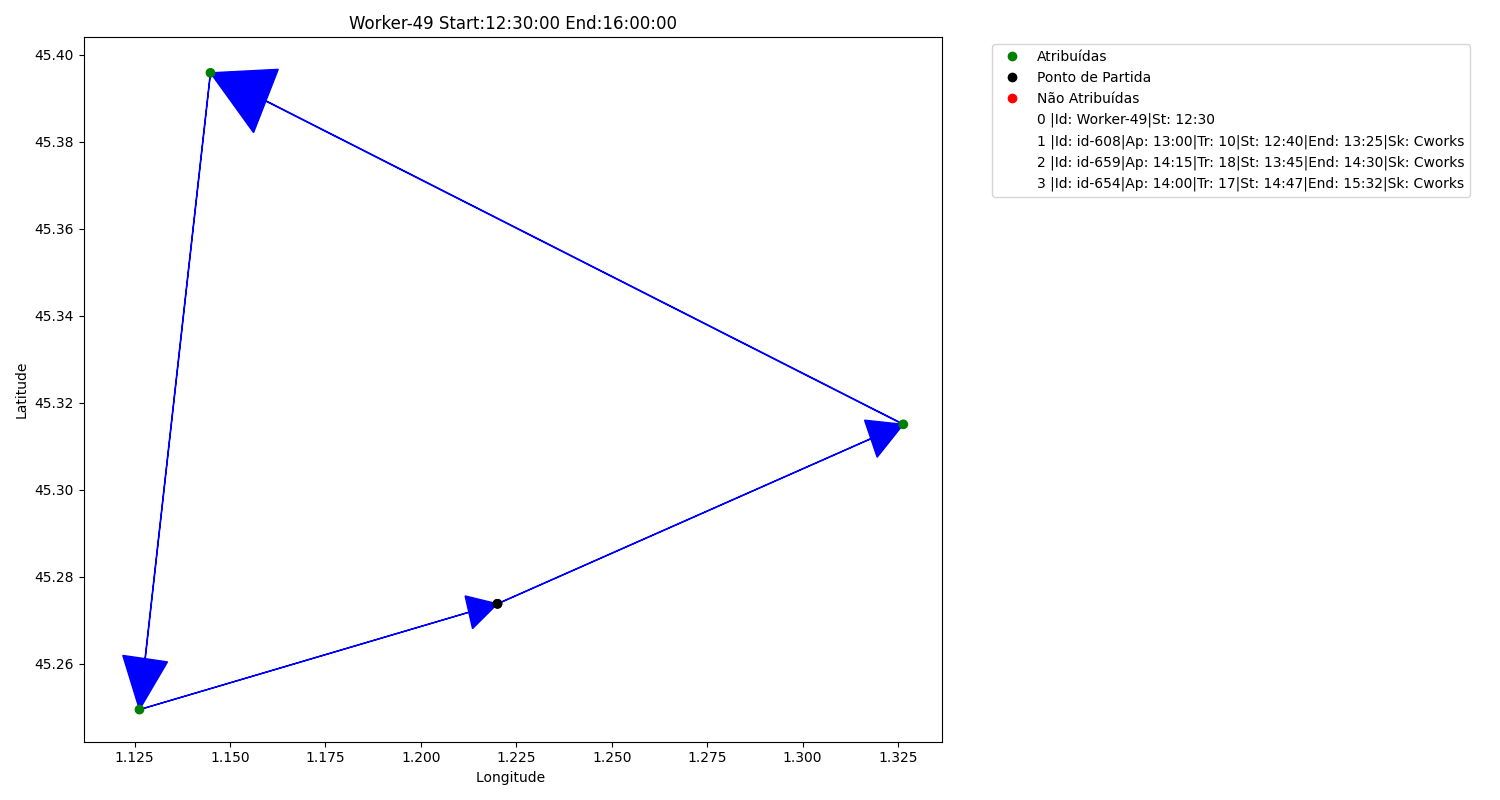 Worker-49 Start:12:30:00 End:16:00:00
45.40
45.38
45.36
45.34
45.32
45.30
45.28
45.26
Latitude
1.125 1.150 1.175 1.200 1.225 1.250 1.275 1.300 1.325
Longitude
Atribuídas
Ponto de Partida
Não Atribuídas
0 |Id: Worker-49|St: 12:30
1 |Id: id-608|Ap: 13:00|Tr: 10|St: 12:40|End: 13:25|Sk: Cworks
2 |Id: id-659|Ap: 14:15|Tr: 18|St: 13:45|End: 14:30|Sk: Cworks
3 |Id: id-654|Ap: 14:00|Tr: 17|St: 14:47|End: 15:32|Sk: Cworks